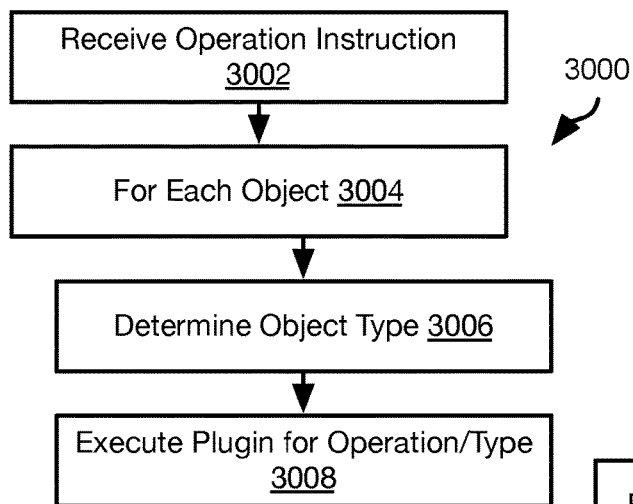 Receive Operation Instruction
3002
3000
For Each Object 3004
Determine Object Type 3006
Execute Plugin for Operation/Type
3008